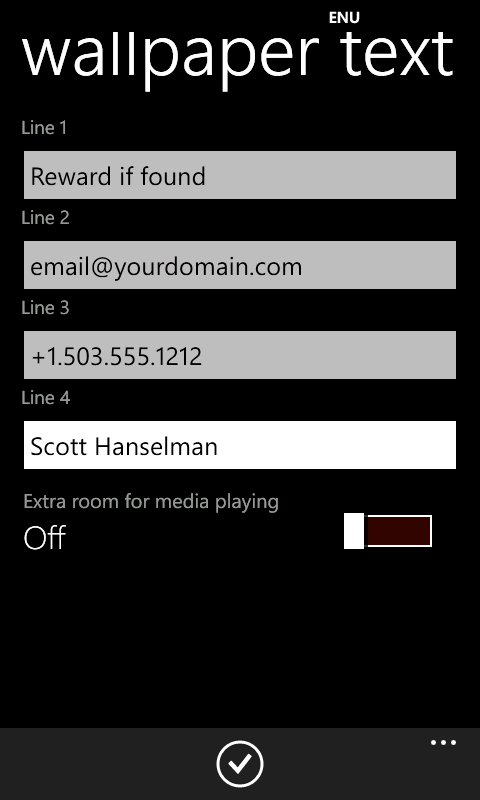 ENU
wallpaper text
Line 1
Reward if found
Line 2
email@yourdomain.com
Line 3
+1.503.555.1212
Line 4
Scott Hanselman
Extra room for media playing
Off